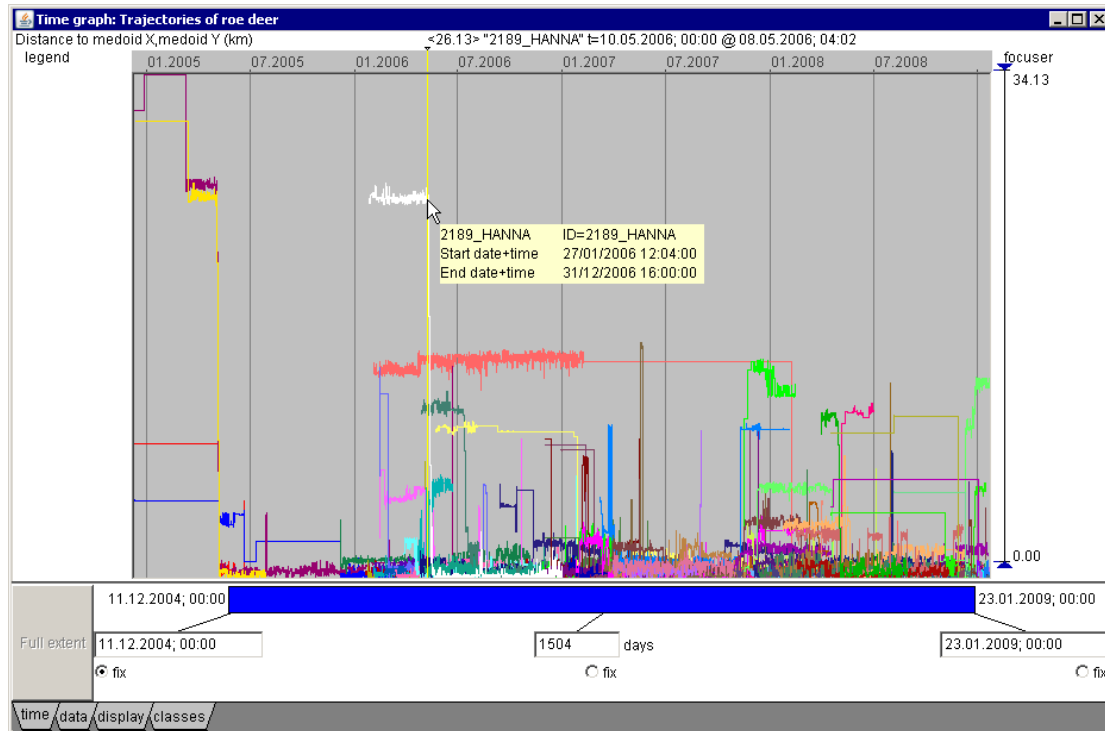 Time graph: Trajectories of roe deer
Distance to medoid X,medoid Y (km) <26.13> "2189_HANNA" t=10.05.2006; 00:00 @ 08.05.2006; 04:02
legend focuser
01.2005 07.2005 01.2006 07.2006 01.2007 07.2007 01.2008 07.2008
34.13
2189_HANNA ID=2189_HANNA
Start date+time 27/01/2006 12:04:00
End date+time 31/12/2006 16:00:00
0.00
11.12.2004; 00:00 23.01.2009; 00:00
Full extent 11.12.2004; 00:00 1504 days 23.01.2009; 00:00
fix fix fix
time data display classes